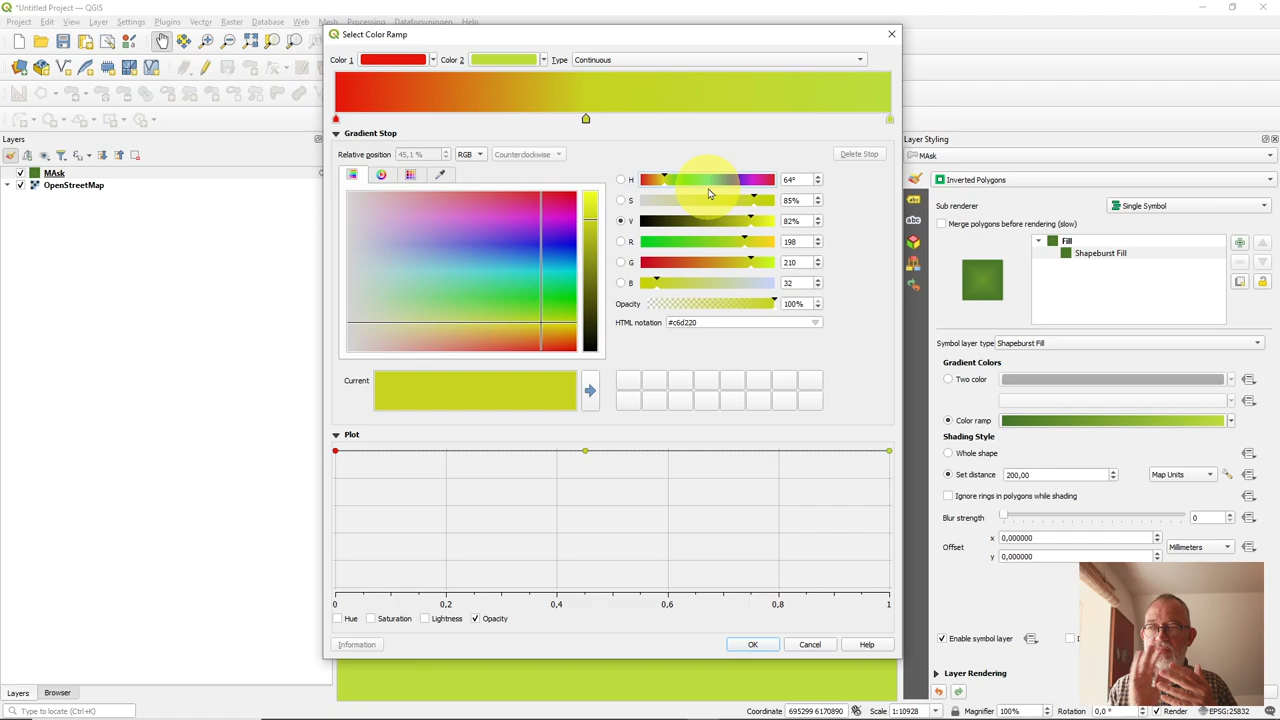 *Untitled Project — QGIS
Project Edit View Layer Settings Plugins Vector Raster Database Web Mesh Processing Dataforsyningen Help
Select Color Ramp
Color 1 Color 2 Type Continuous
Gradient Stop
Relative position 45,1 % RGB Counterclockwise Delete Stop
H 64°
S 85%
V 82%
R 198
G 210
B 32
Opacity 100%
HTML notation #c6d220
Current
Plot
0 0,2 0,4 0,6 0,8 1
Hue Saturation Lightness Opacity
Information OK Cancel Help
Layers
MAsk
OpenStreetMap
Layer Styling
MAsk
Inverted Polygons
Sub renderer Single Symbol
Merge polygons before rendering (slow)
Fill
Shapeburst Fill
Symbol layer type Shapeburst Fill
Gradient Colors
Two color
Color ramp
Shading Style
Whole shape
Set distance 200,00 Map Units
Ignore rings in polygons while shading
Blur strength 0
Offset x 0,000000 Millimeters
y 0,000000
Enable symbol layer
Layer Rendering
Layers Browser
Type to locate (Ctrl+K) Coordinate 695299 6170890 Scale 1:10928 Magnifier 100% Rotation 0,0 ° Render EPSG:25832